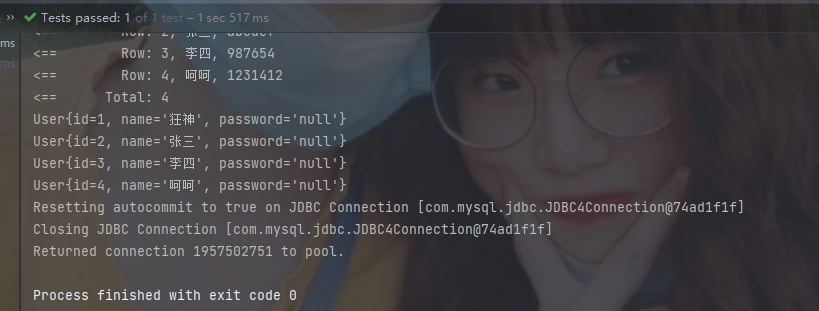 Tests passed: 1 of 1 test – 1 sec 517 ms
ms
ms
<== Row: 2, 张三, abcdef
<== Row: 3, 李四, 987654
<== Row: 4, 呵呵, 1231412
<== Total: 4
User{id=1, name='狂神', password='null'}
User{id=2, name='张三', password='null'}
User{id=3, name='李四', password='null'}
User{id=4, name='呵呵', password='null'}
Resetting autocommit to true on JDBC Connection [com.mysql.jdbc.JDBC4Connection@74ad1f1f]
Closing JDBC Connection [com.mysql.jdbc.JDBC4Connection@74ad1f1f]
Returned connection 1957502751 to pool.
Process finished with exit code 0